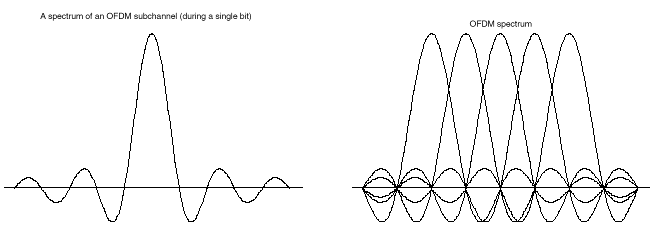 A spectrum of an OFDM subchannel (during a single bit)
OFDM spectrum